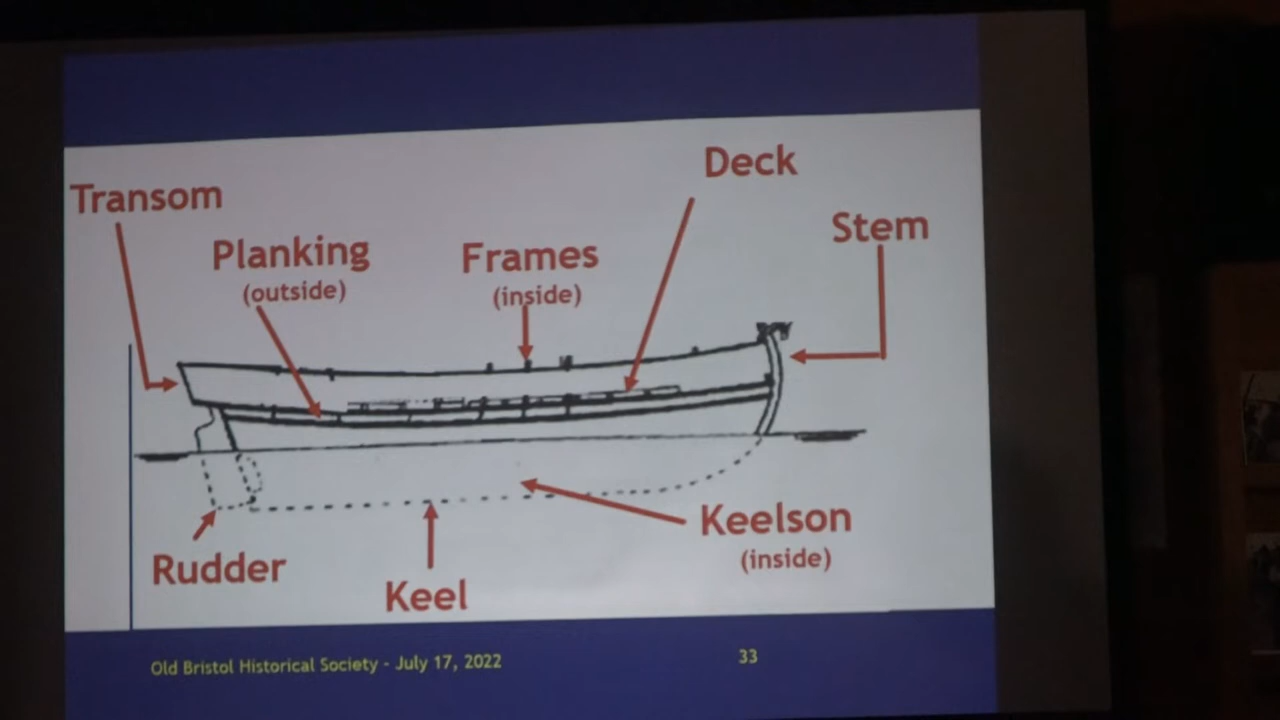 Deck
Transom
Stem
Planking
(outside)
Frames
(inside)
Keelson
(inside)
Rudder
Keel
Old Bristol Historical Society - July 17, 2022
33